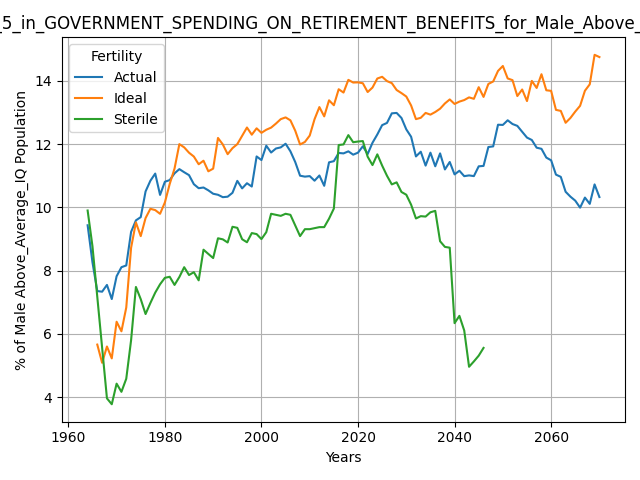 _5_in_GOVERNMENT_SPENDING_ON_RETIREMENT_BENEFITS_for_Male_Above_
Fertility
Actual
Ideal
Sterile
% of Male Above_Average_IQ Population
14
12
10
8
6
4
1960 1980 2000 2020 2040 2060
Years